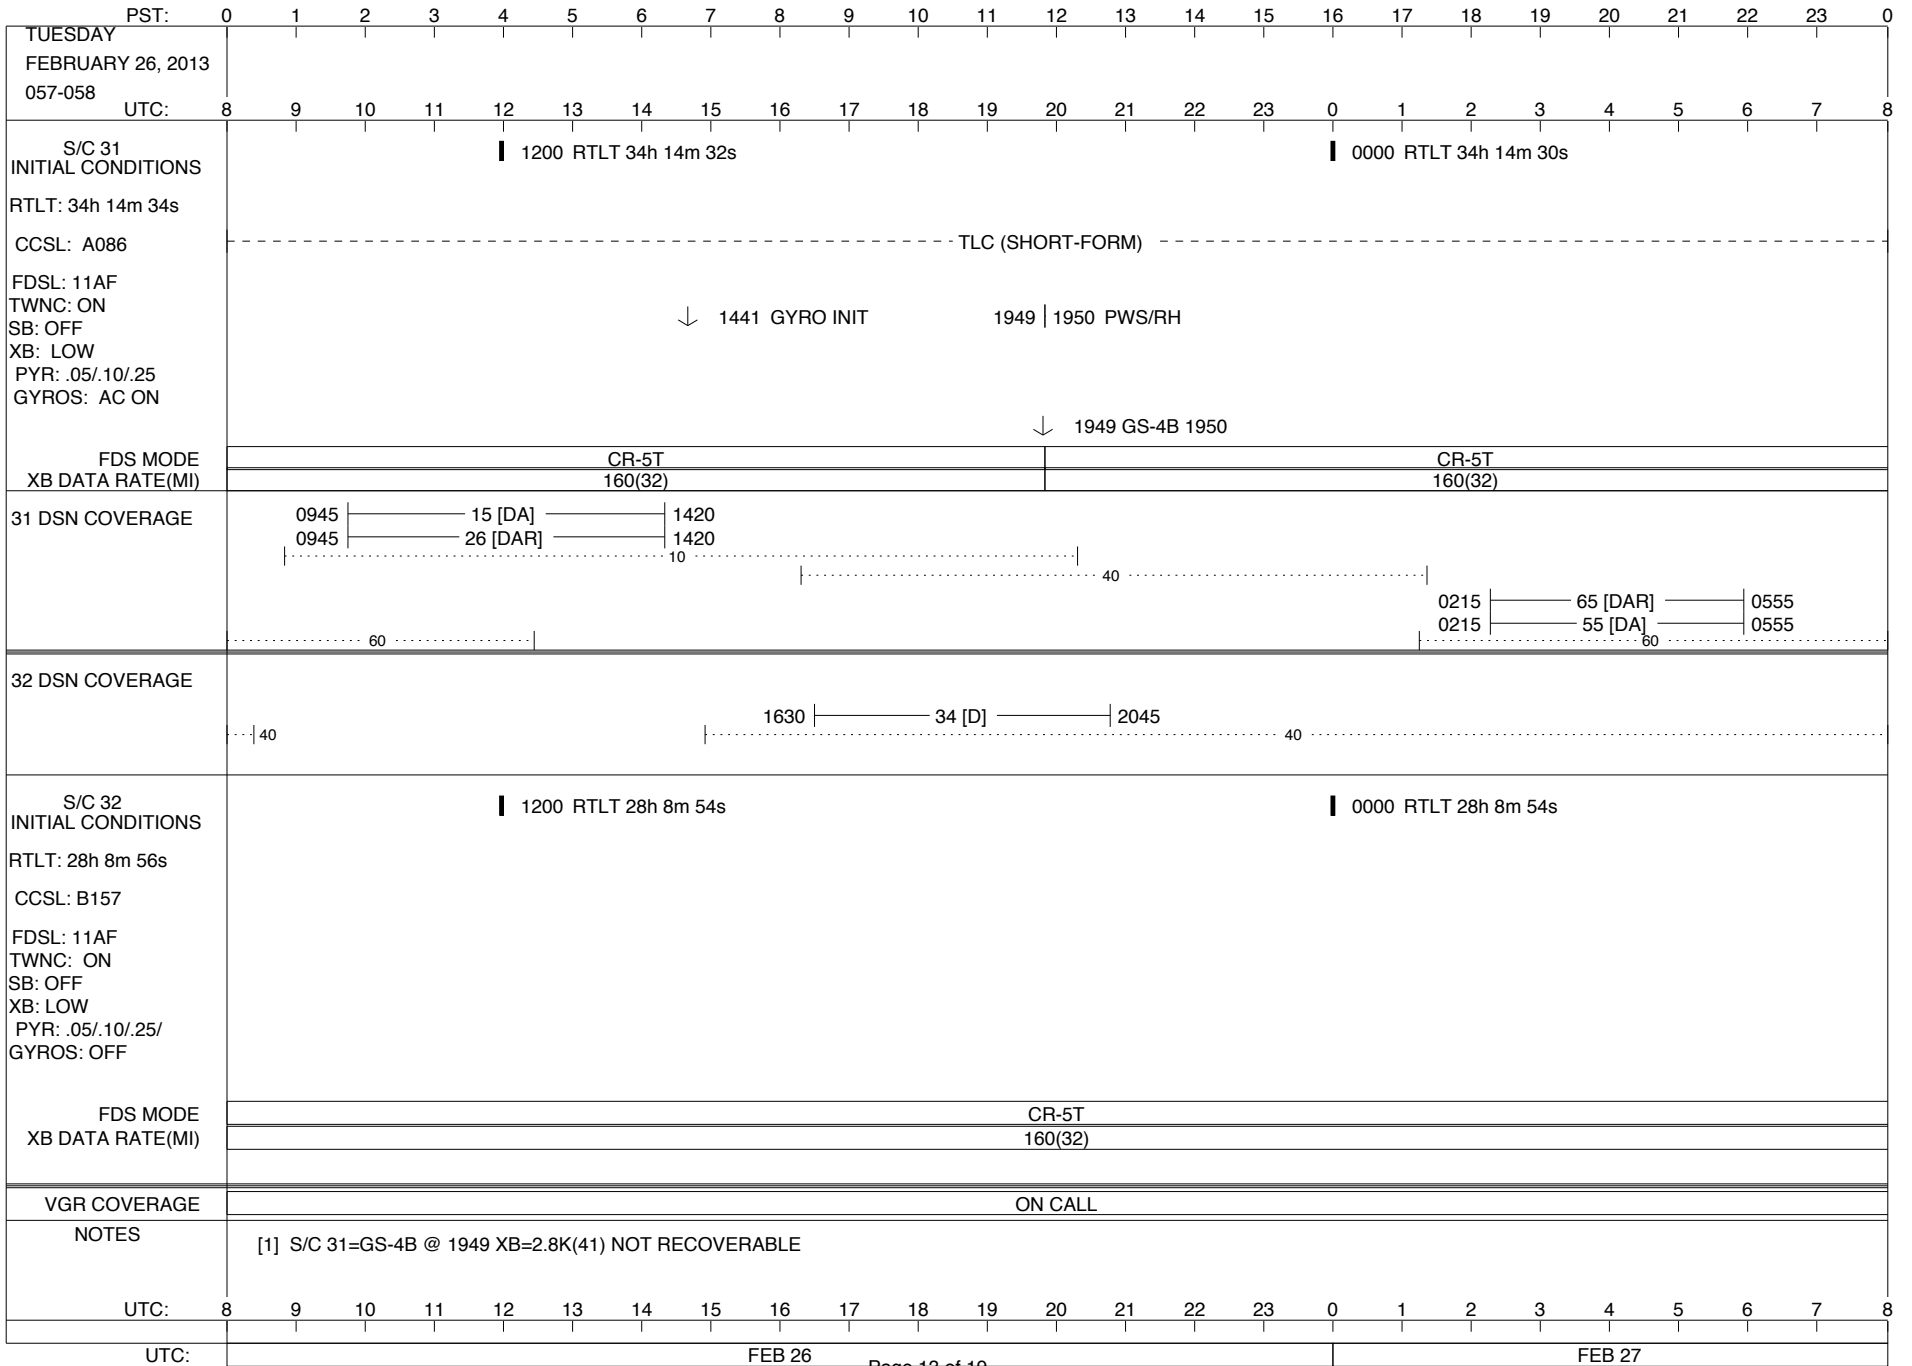 PST: 0 1 2 3 4 5 6 7 8 9 10 11 12 13 14 15 16 17 18 19 20 21 22 23 0
TUESDAY
FEBRUARY 26, 2013
057-058
UTC: 8 9 10 11 12 13 14 15 16 17 18 19 20 21 22 23 0 1 2 3 4 5 6 7 8
S/C 31
INITIAL CONDITIONS
1200 RTLT 34h 14m 32s
0000 RTLT 34h 14m 30s
RTLT: 34h 14m 34s
CCSL: A086
TLC (SHORT-FORM)
FDSL: 11AF
TWNC: ON
SB: OFF
XB: LOW
PYR: .05/.10/.25
GYROS: AC ON
1441 GYRO INIT
1949 1950 PWS/RH
1949 GS-4B 1950
FDS MODE CR-5T CR-5T
XB DATA RATE(MI) 160(32) 160(32)
31 DSN COVERAGE
0945 15 [DA] 1420
0945 26 [DAR] 1420
10
40
0215 65 [DAR] 0555
0215 55 [DA] 0555
60 60
32 DSN COVERAGE
1630 34 [D] 2045
40 40
S/C 32
INITIAL CONDITIONS
1200 RTLT 28h 8m 54s
0000 RTLT 28h 8m 54s
RTLT: 28h 8m 56s
CCSL: B157
FDSL: 11AF
TWNC: ON
SB: OFF
XB: LOW
PYR: .05/.10/.25/
GYROS: OFF
FDS MODE CR-5T
XB DATA RATE(MI) 160(32)
VGR COVERAGE ON CALL
NOTES
[1] S/C 31=GS-4B @ 1949 XB=2.8K(41) NOT RECOVERABLE
UTC: 8 9 10 11 12 13 14 15 16 17 18 19 20 21 22 23 0 1 2 3 4 5 6 7 8
UTC: FEB 26 FEB 27